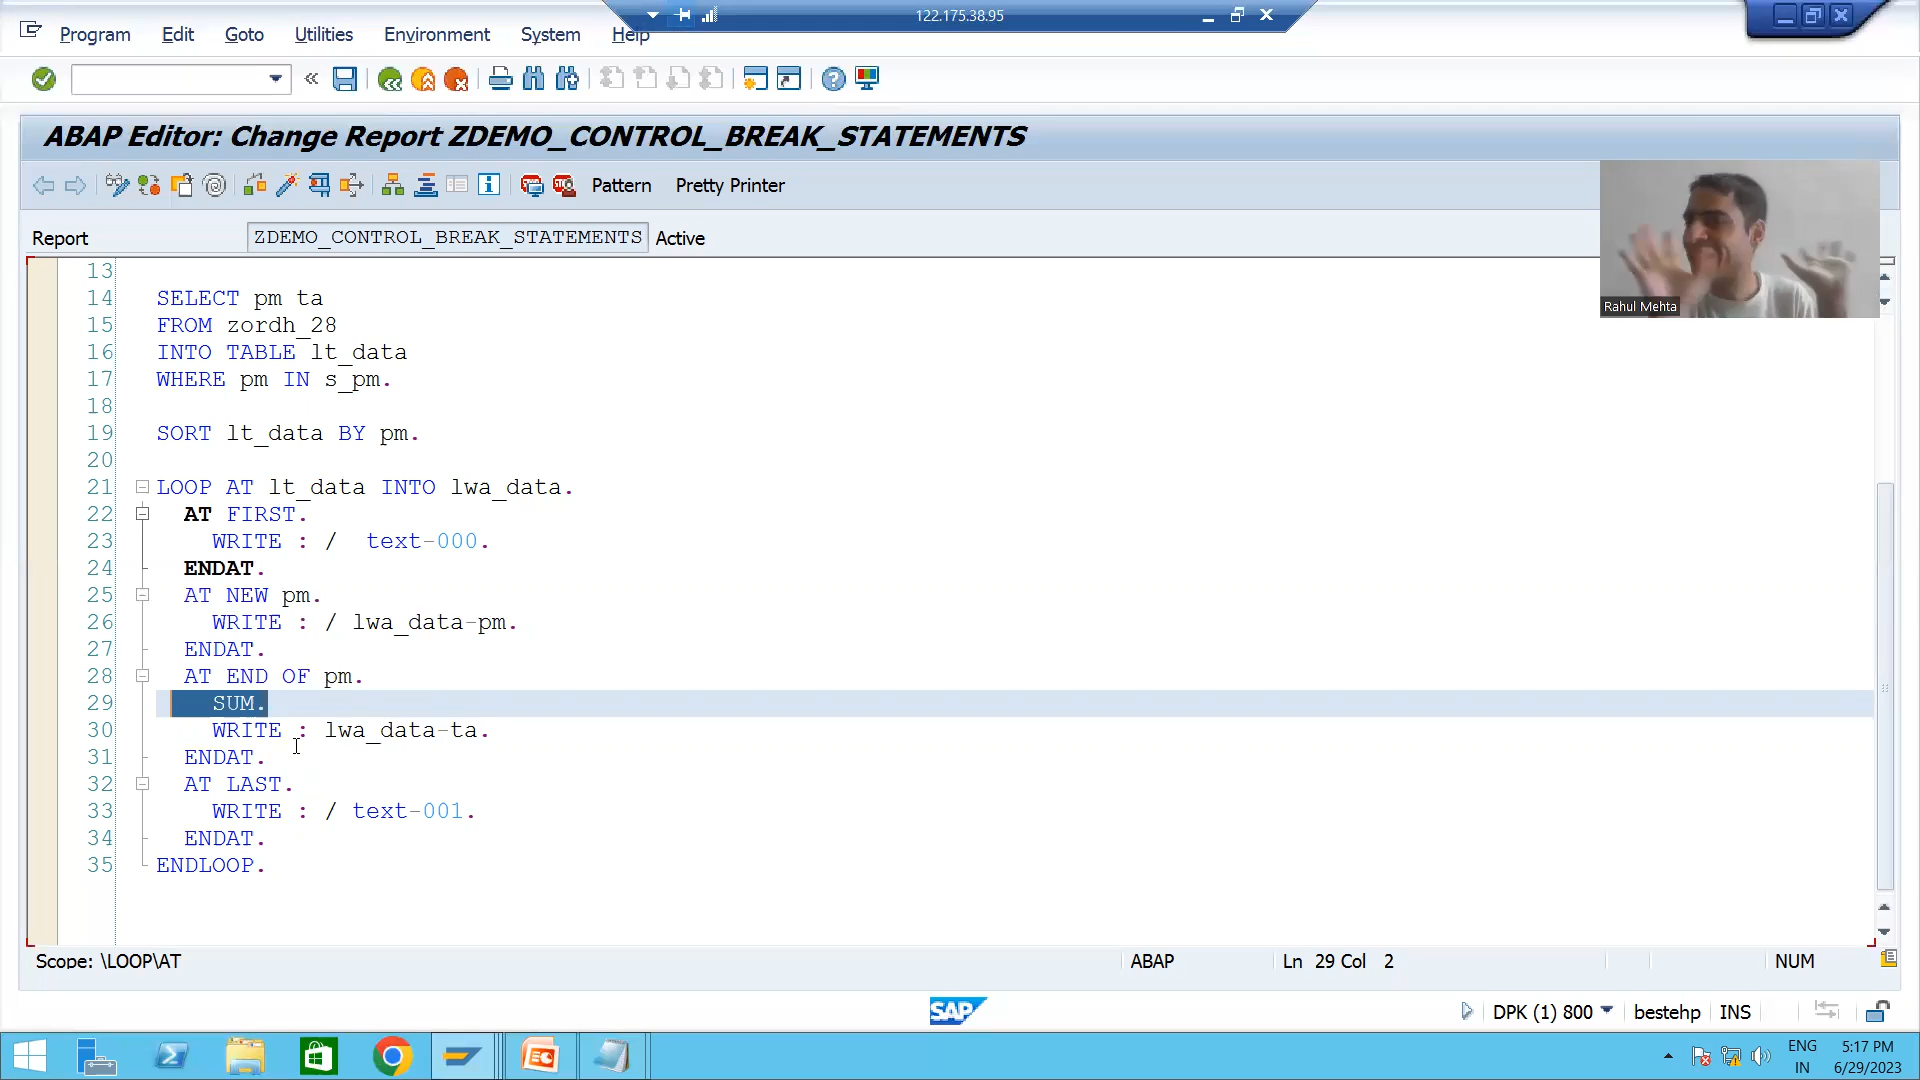 122.175.38.95
Program Edit Goto Utilities Environment System Help
ABAP Editor: Change Report ZDEMO_CONTROL_BREAK_STATEMENTS
Pattern Pretty Printer
Report ZDEMO_CONTROL_BREAK_STATEMENTS Active
Rahul Mehta
13
14 SELECT pm ta
15 FROM zordh_28
16 INTO TABLE lt_data
17 WHERE pm IN s_pm.
18
19 SORT lt_data BY pm.
20
21 LOOP AT lt_data INTO lwa_data.
22 AT FIRST.
23 WRITE : / text-000.
24 ENDAT.
25 AT NEW pm.
26 WRITE : / lwa_data-pm.
27 ENDAT.
28 AT END OF pm.
29 SUM.
30 WRITE : lwa_data-ta.
31 ENDAT.
32 AT LAST.
33 WRITE : / text-001.
34 ENDAT.
35 ENDLOOP.
Scope: \LOOP\AT ABAP Ln 29 Col 2 NUM
SAP DPK (1) 800 bestehp INS
ENG 5:17 PM
IN 6/29/2023